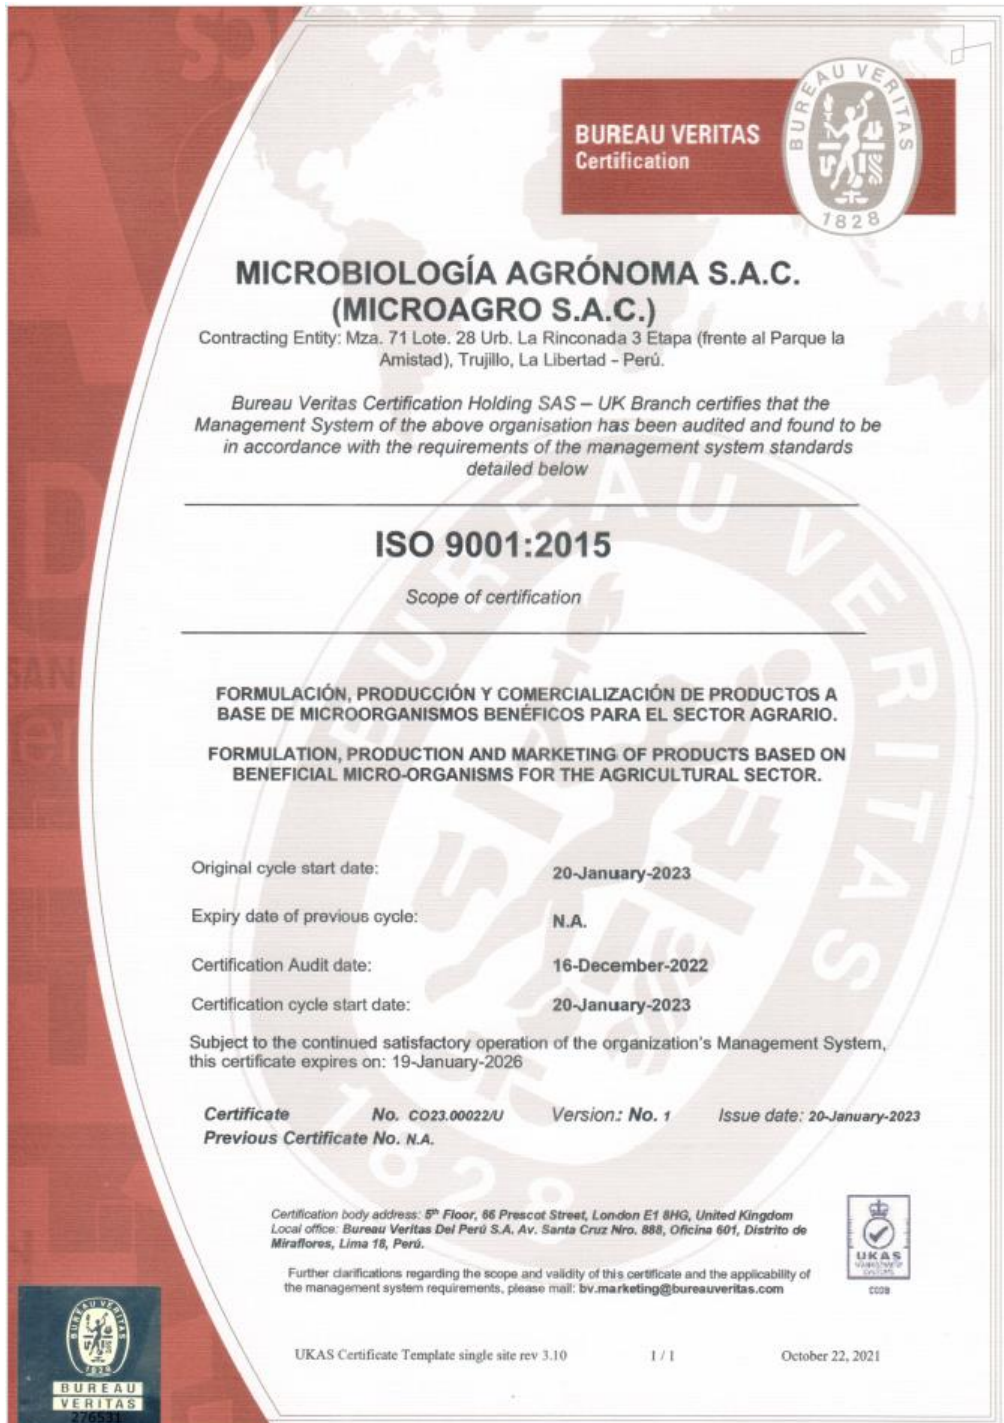 BUREAU VERITAS
Certification
BUREAU VERITAS
1828
MICROBIOLOGÍA AGRÓNOMA S.A.C.
(MICROAGRO S.A.C.)
Contracting Entity: Mza. 71 Lote. 28 Urb. La Rinconada 3 Etapa (frente al Parque la
Amistad), Trujillo, La Libertad – Perú.
Bureau Veritas Certification Holding SAS – UK Branch certifies that the
Management System of the above organisation has been audited and found to be
in accordance with the requirements of the management system standards
detailed below
ISO 9001:2015
Scope of certification
FORMULACIÓN, PRODUCCIÓN Y COMERCIALIZACIÓN DE PRODUCTOS A
BASE DE MICROORGANISMOS BENÉFICOS PARA EL SECTOR AGRARIO.
FORMULATION, PRODUCTION AND MARKETING OF PRODUCTS BASED ON
BENEFICIAL MICRO-ORGANISMS FOR THE AGRICULTURAL SECTOR.
Original cycle start date: 20-January-2023
Expiry date of previous cycle: N.A.
Certification Audit date: 16-December-2022
Certification cycle start date: 20-January-2023
Subject to the continued satisfactory operation of the organization's Management System,
this certificate expires on: 19-January-2026
Certificate No. CO23.00022/U Version.: No. 1 Issue date: 20-January-2023
Previous Certificate No. N.A.
Certification body address: 5th Floor, 66 Prescot Street, London E1 8HG, United Kingdom
Local office: Bureau Veritas Del Perú S.A. Av. Santa Cruz Nro. 888, Oficina 601, Distrito de
Miraflores, Lima 18, Perú.
Further clarifications regarding the scope and validity of this certificate and the applicability of
the management system requirements, please mail: bv.marketing@bureauveritas.com
UKAS
MANAGEMENT
SYSTEMS
0008
BUREAU VERITAS
1828
BUREAU
VERITAS
276531
UKAS Certificate Template single site rev 3.10 1 / 1 October 22, 2021
BUREAU VERITAS
1828